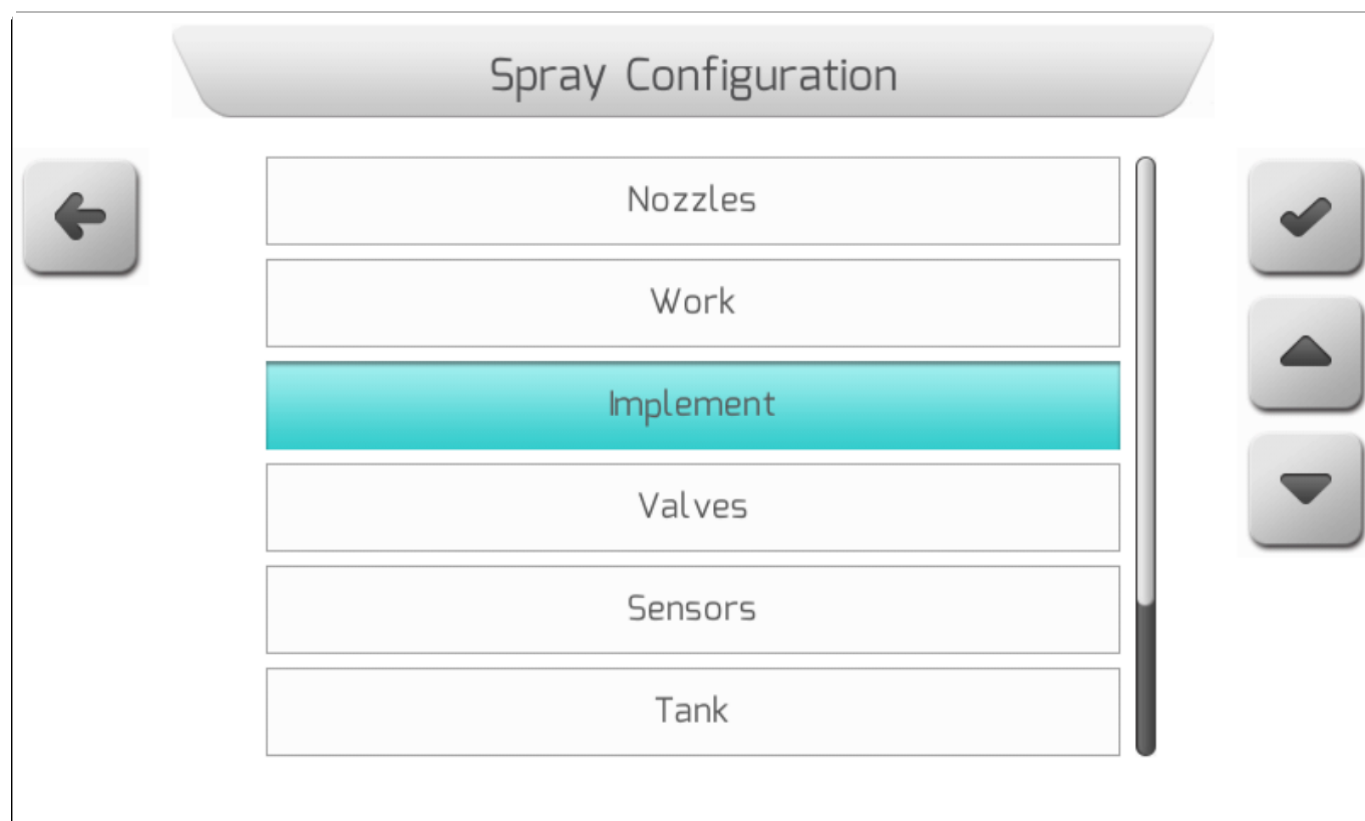 Spray Configuration
Nozzles
Work
Implement
Valves
Sensors
Tank